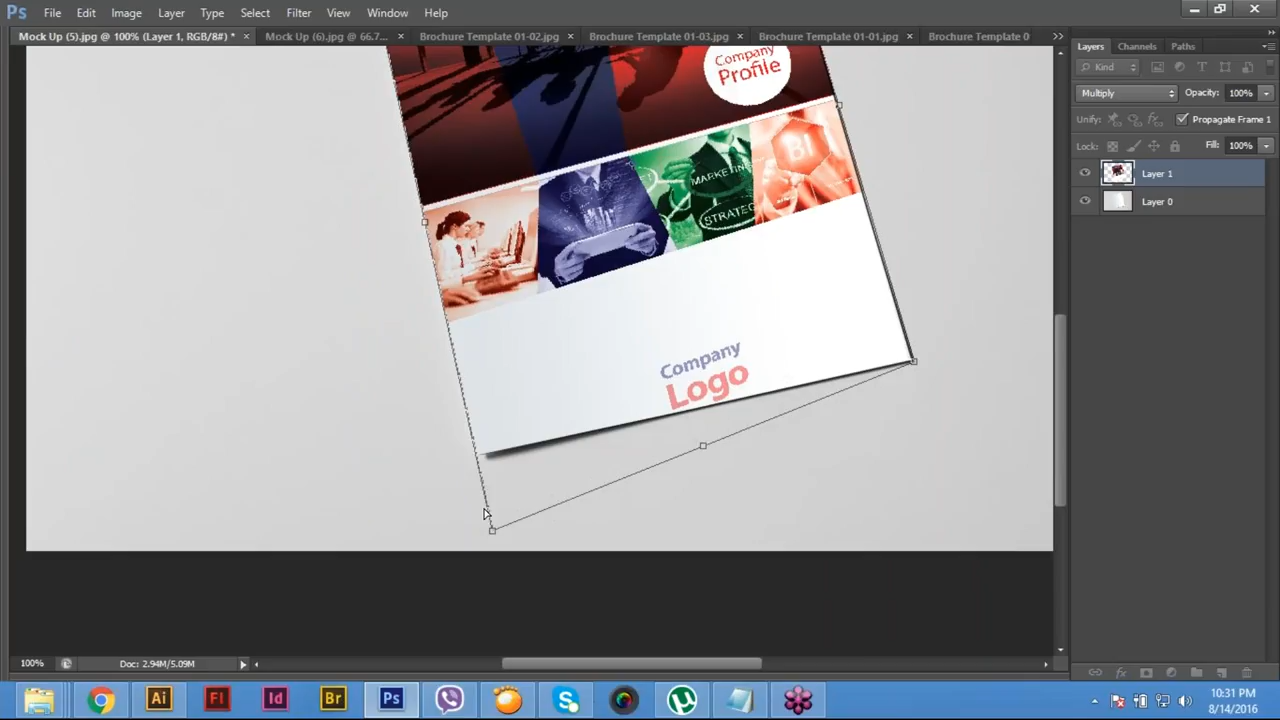 Ps File Edit Image Layer Type Select Filter View Window Help
Mock Up (5).jpg @ 100% (Layer 1, RGB/8#) * × Mock Up (6).jpg @ 66.7... × Brochure Template 01-02.jpg × Brochure Template 01-03.jpg × Brochure Template 01-01.jpg × Brochure Template 0 >>
Layers Channels Paths
Kind
Multiply Opacity: 100%
Unify: Propagate Frame 1
Lock: Fill: 100%
Layer 1
Layer 0
Company
Profile
MARKETING
STRATEG
BI
Company
Logo
100% Doc: 2.94M/5.09M
Ai Fl Id Br Ps
10:31 PM
8/14/2016